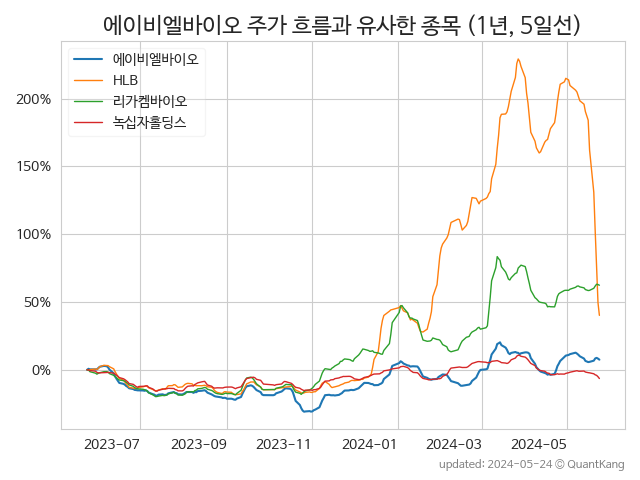 에이비엘바이오 주가 흐름과 유사한 종목 (1년, 5일선)
에이비엘바이오
HLB
리가켐바이오
녹십자홀딩스
200%
150%
100%
50%
0%
2023-07 2023-09 2023-11 2024-01 2024-03 2024-05
updated: 2024-05-24 © QuantKang